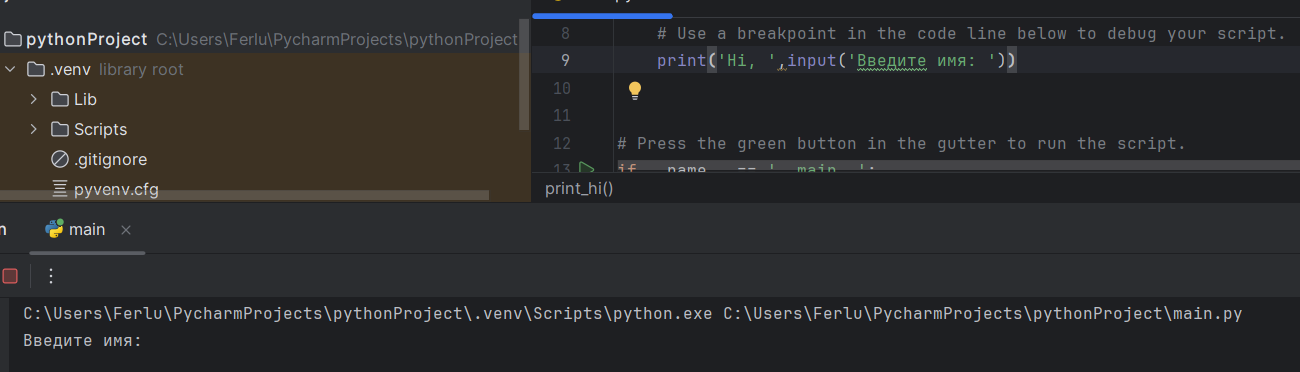 pythonProject C:\Users\Ferlu\PycharmProjects\pythonProject
.venv library root
Lib
Scripts
.gitignore
pyvenv.cfg
8 # Use a breakpoint in the code line below to debug your script.
9 print('Hi, ',input('Введите имя: '))
10
11
12 # Press the green button in the gutter to run the script.
13 if __name__ == '__main__':
print_hi()
main
C:\Users\Ferlu\PycharmProjects\pythonProject\.venv\Scripts\python.exe C:\Users\Ferlu\PycharmProjects\pythonProject\main.py
Введите имя: